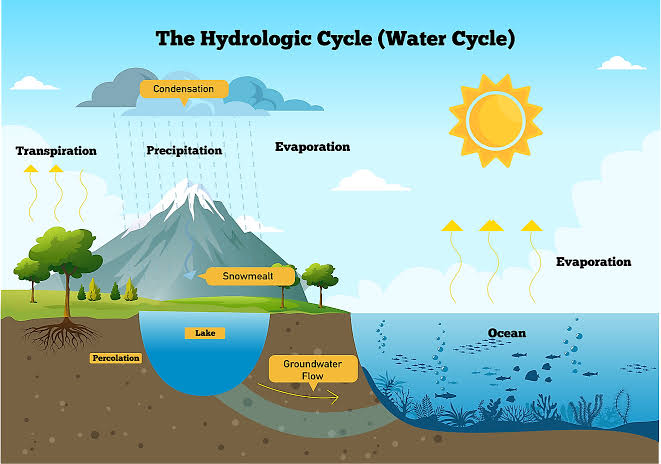 The Hydrologic Cycle (Water Cycle)
Condensation
Transpiration
Precipitation
Evaporation
Evaporation
Snowmealt
Lake
Ocean
Percolation
Groundwater
Flow